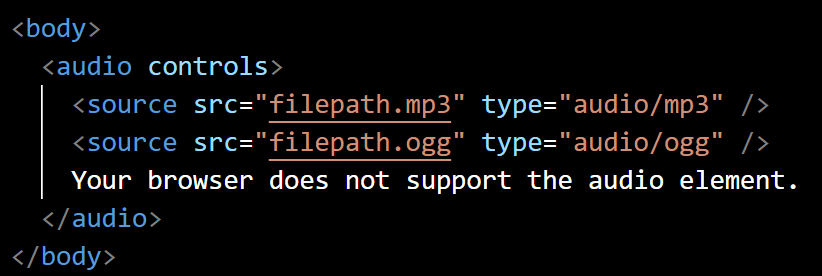 <body>
<audio controls>
<source src="filepath.mp3" type="audio/mp3" />
<source src="filepath.ogg" type="audio/ogg" />
Your browser does not support the audio element.
</audio>
</body>